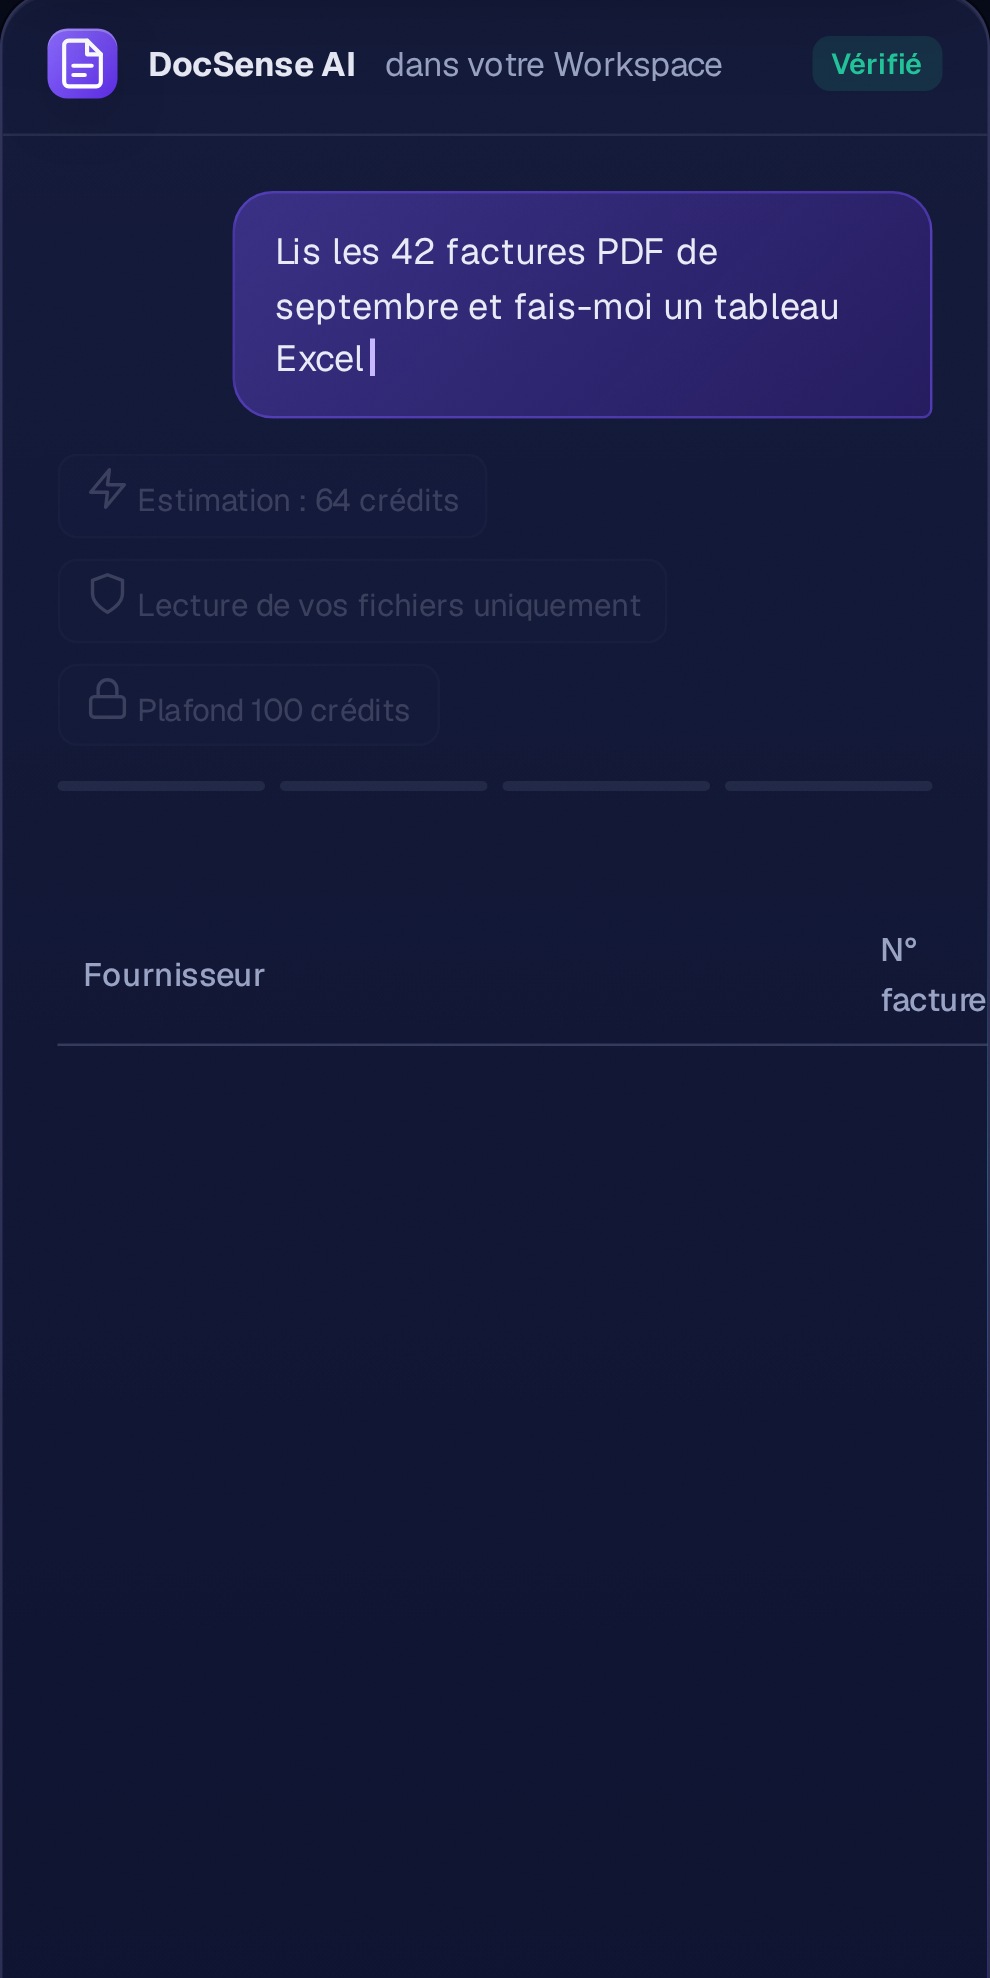 DocSense AI dans votre Workspace Vérifié
Lis les 42 factures PDF de
septembre et fais-moi un tableau
Excel
Estimation : 64 crédits
Lecture de vos fichiers uniquement
Plafond 100 crédits
Fournisseur
N°
facture